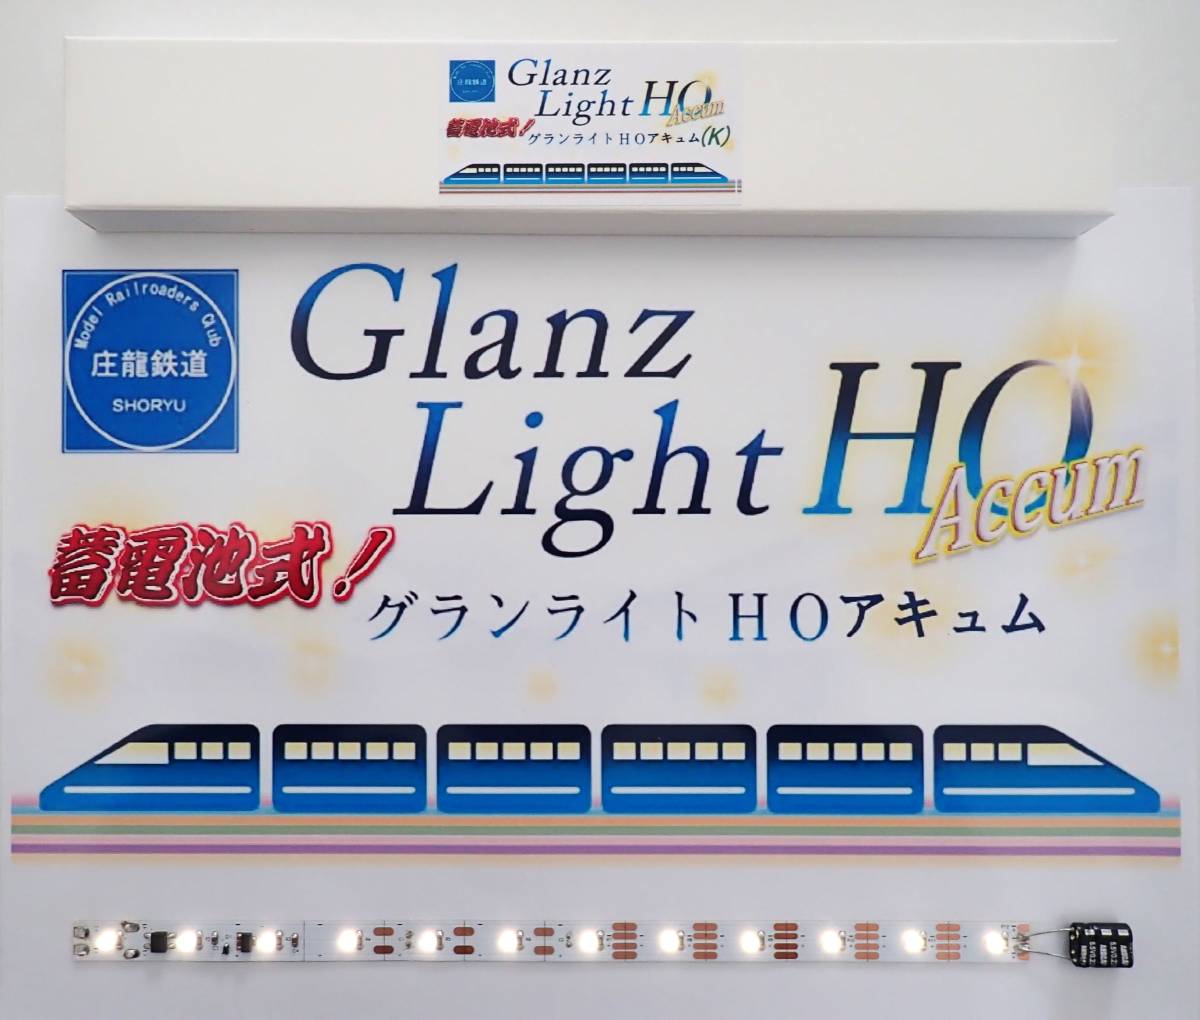 庄龍鉄道
Glanz
Light HO
Accum
蓄電池式！
グランライトHOアキュム(K)
Model Railroaders Club
庄龍鉄道
SHORYU
Glanz
Light HO
Accum
蓄電池式！
グランライトHOアキュム